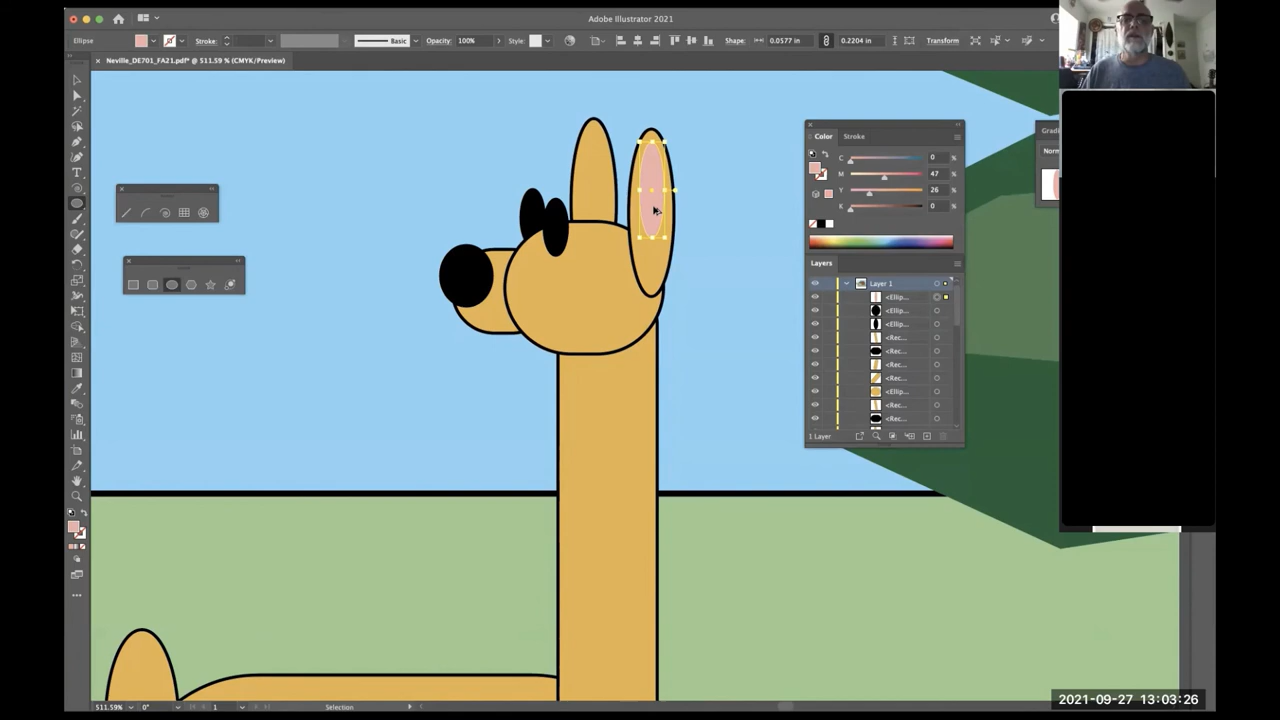 Adobe Illustrator 2021
Ellipse Stroke: Basic Opacity: 100% Style: Shape: 0.0577 in 0.2204 in Transform
Neville_DE701_FA21.pdf* @ 511.59 % (CMYK/Preview)
Color Stroke
C 0 %
M 47 %
Y 26 %
K 0 %
Gradi
Norm
Layers
Layer 1
<Ellip...
<Ellip...
<Ellip...
<Rec...
<Rec...
<Rec...
<Rec...
<Ellip...
<Rec...
<Rec...
1 Layer
511.59% 0° 1 Selection
2021-09-27 13:03:26